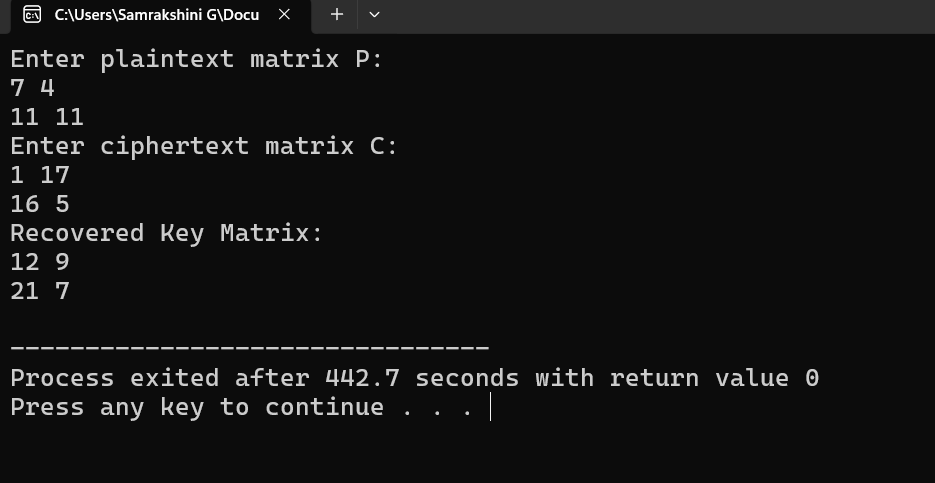 C:\Users\Samrakshini G\Docu
Enter plaintext matrix P:
7 4
11 11
Enter ciphertext matrix C:
1 17
16 5
Recovered Key Matrix:
12 9
21 7
--------------------------------
Process exited after 442.7 seconds with return value 0
Press any key to continue . . .